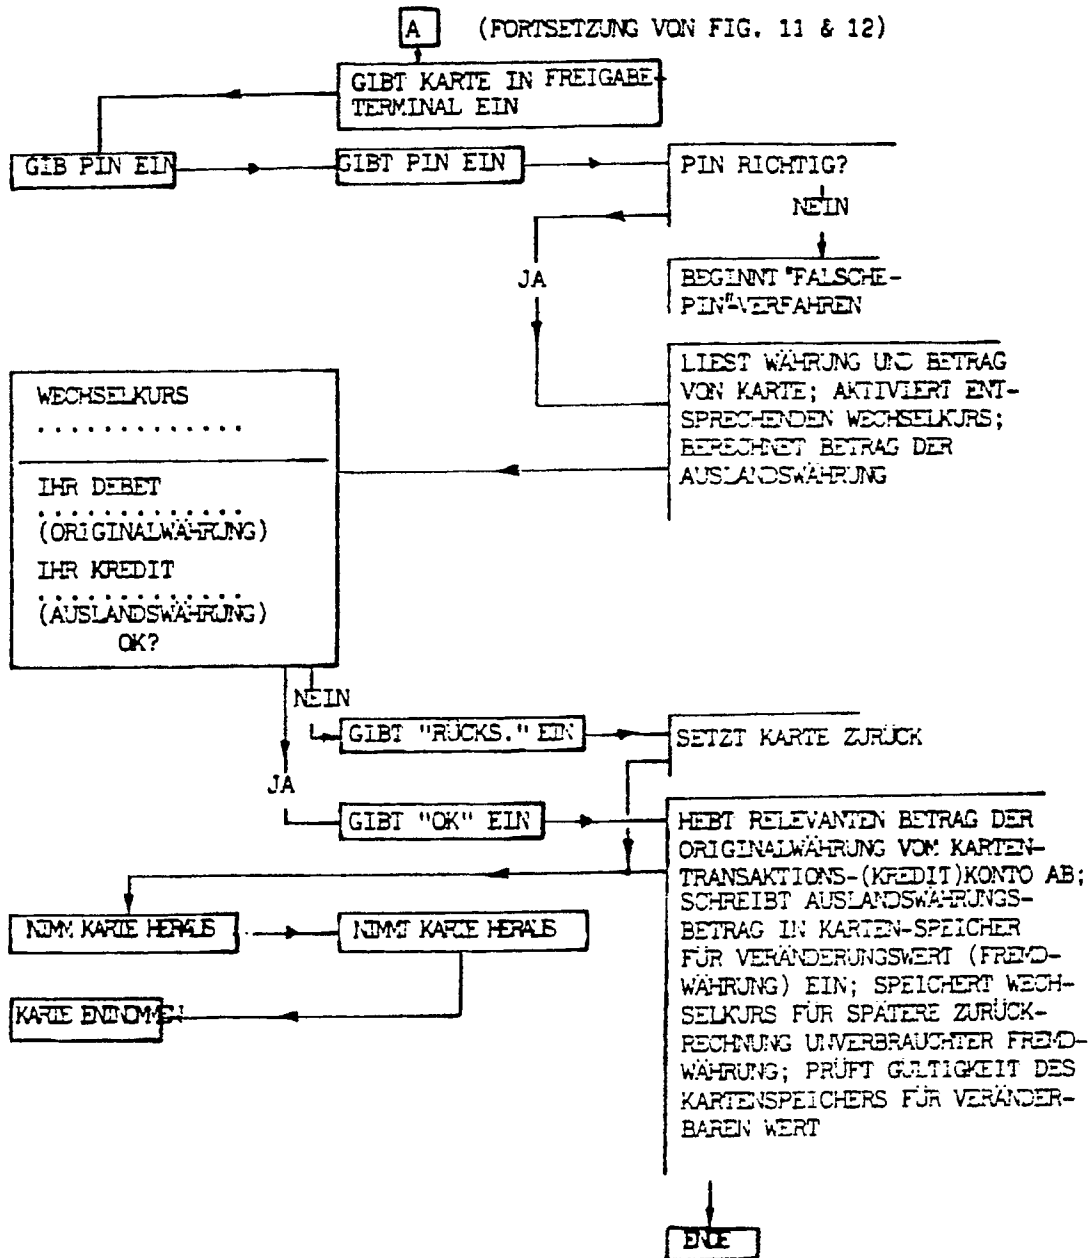 A (FORTSETZUNG VON FIG. 11 & 12)
GIBT KARTE IN FREIGABE-
TERMINAL EIN
GIB PIN EIN
GIBT PIN EIN
PIN RICHTIG?
NEIN
JA
BEGINNT "FALSCHE-
PIN"-VERFAHREN
LIEST WÄHRUNG UND BETRAG
VON KARTE; AKTIVIERT ENT-
SPRECHENDEN WECHSELKURS;
BERECHNET BETRAG DER
AUSLANDSWÄHRUNG
WECHSELKURS
. . . . . . . . . . . . .
IHR DEBET
. . . . . . . . . . . . .
(ORIGINALWÄHRUNG)
IHR KREDIT
. . . . . . . . . . . . .
(AUSLANDSWÄHRUNG)
OK?
NEIN
GIBT "RÜCKS." EIN
SETZT KARTE ZURÜCK
JA
GIBT "OK" EIN
HEBT RELEVANTEN BETRAG DER
ORIGINALWÄHRUNG VOM KARTEN-
TRANSAKTIONS-(KREDIT)KONTO AB;
SCHREIBT AUSLANDSWÄHRUNGS-
BETRAG IN KARTEN-SPEICHER
FÜR VERÄNDERUNGSWERT (FREMD-
WÄHRUNG) EIN; SPEICHERT WECH-
SELKURS FÜR SPÄTERE ZURÜCK-
RECHNUNG UNVERBRAUCHTER FREMD-
WÄHRUNG; PRÜFT GÜLTIGKEIT DES
KARTENSPEICHERS FÜR VERÄNDER-
BAREN WERT
NIMM KARTE HERAUS
NIMMT KARTE HERAUS
KARTE ENTNOMMEN
ENDE